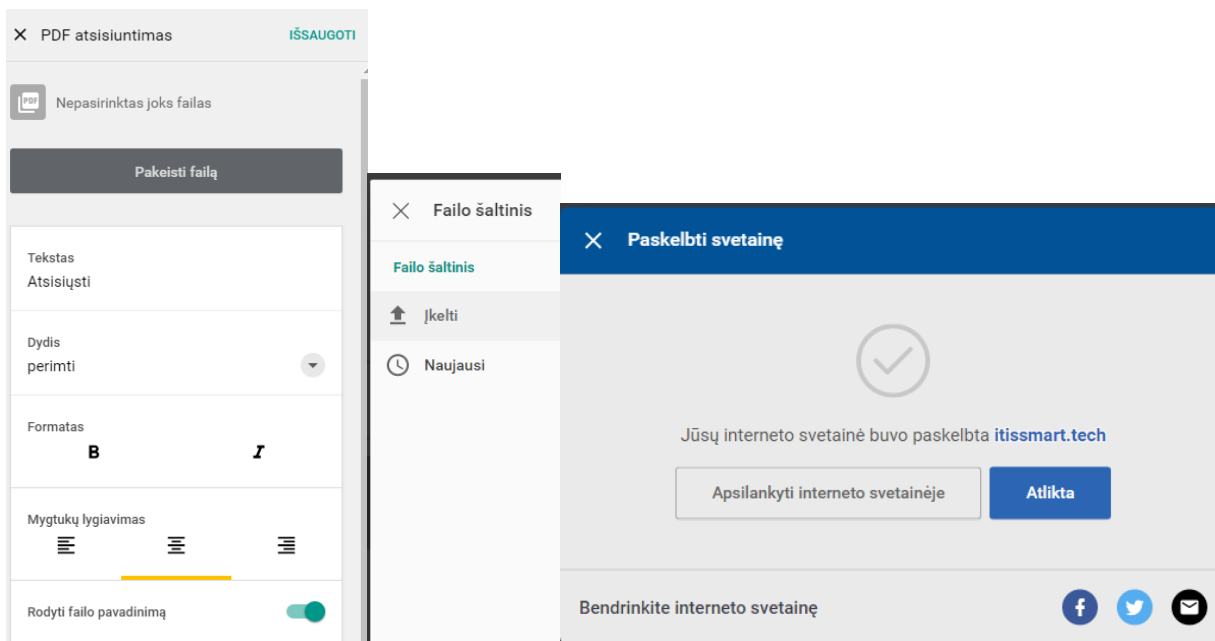 PDF atsisiuntimas
IŠSAUGOTI
PDF
Nepasirinktas joks failas
Pakeisti failą
Tekstas
Atsisiųsti
Dydis
perimti
Formatas
B
I
Mygtukų lygiavimas
Rodyti failo pavadinimą
Failo šaltinis
Failo šaltinis
Įkelti
Naujausi
Paskelbti svetainę
Jūsų interneto svetainė buvo paskelbta itissmart.tech
Apsilankyti interneto svetainėje
Atlikta
Bendrinkite interneto svetainę